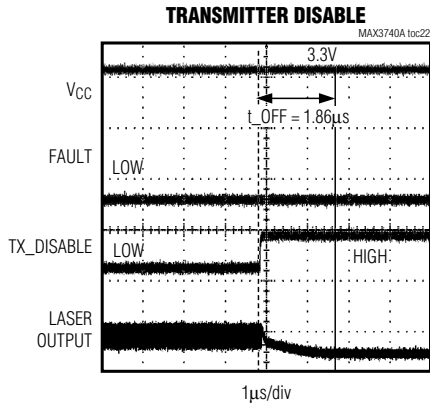 TRANSMITTER DISABLE
MAX3740A toc22
3.3V
VCC
t_OFF = 1.86µs
FAULT
LOW
TX_DISABLE
LOW
HIGH
LASER
OUTPUT
1µs/div